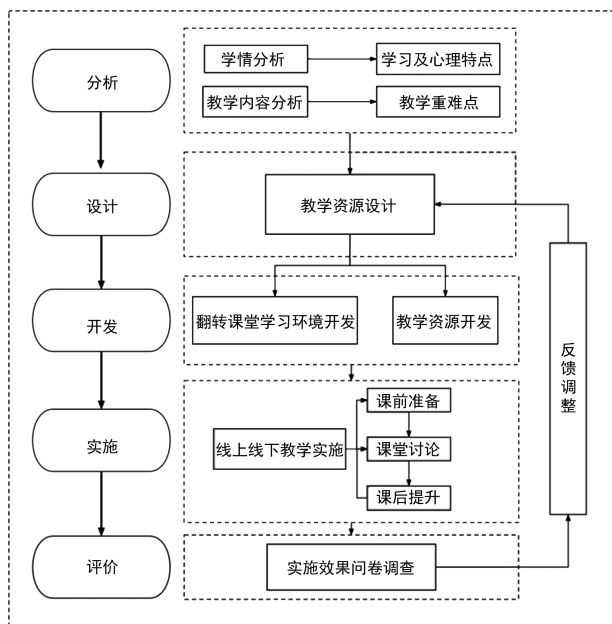 分析
学情分析
学习及心理特点
教学内容分析
教学重难点
设计
教学资源设计
开发
翻转课堂学习环境开发
教学资源开发
反馈调整
实施
线上线下教学实施
课前准备
课堂讨论
课后提升
评价
实施效果问卷调查